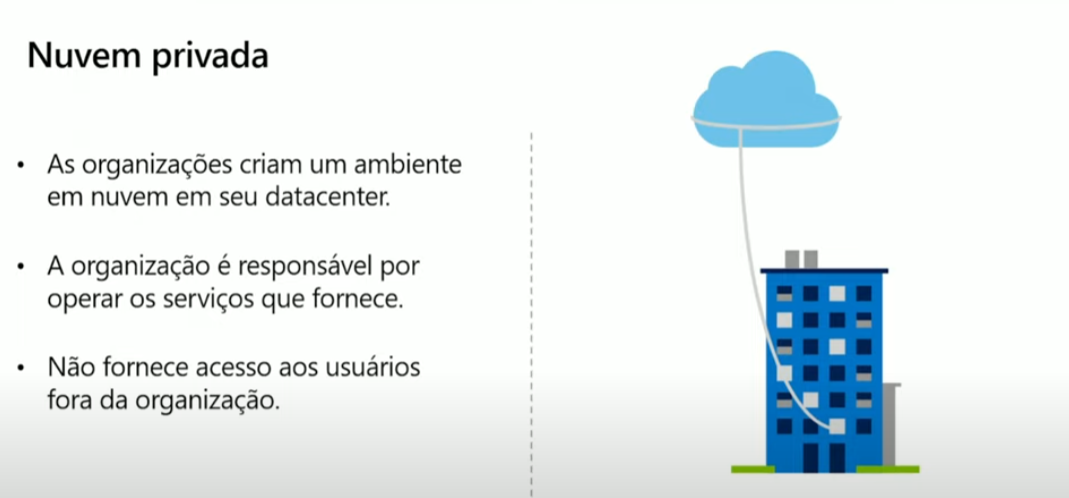 Nuvem privada
• As organizações criam um ambiente
em nuvem em seu datacenter.
• A organização é responsável por
operar os serviços que fornece.
• Não fornece acesso aos usuários
fora da organização.